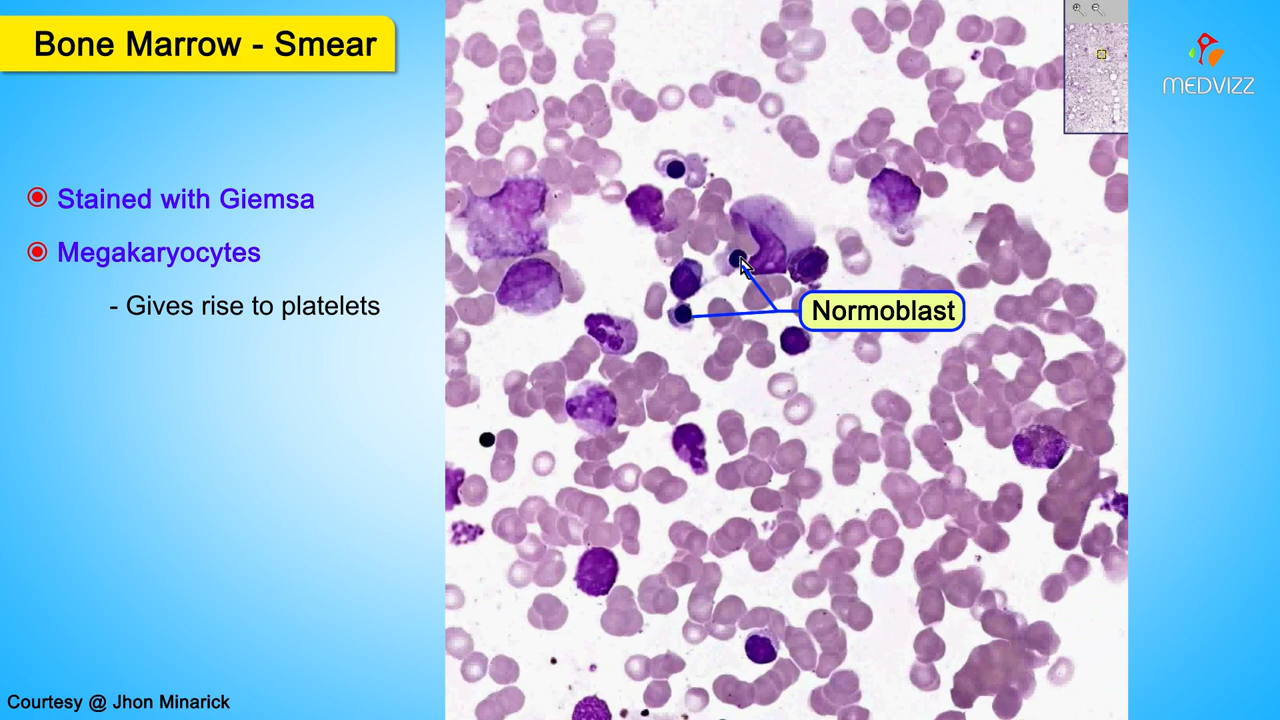 Bone Marrow - Smear
MEDVIZZ
Stained with Giemsa
Megakaryocytes
- Gives rise to platelets
Normoblast
Courtesy @ Jhon Minarick